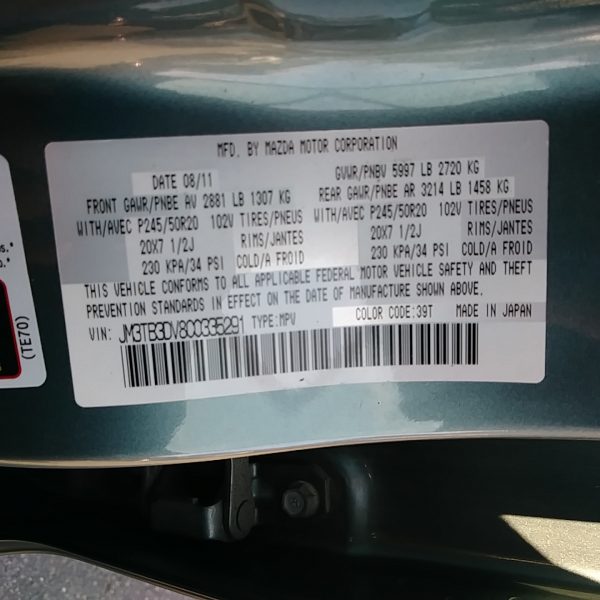 MFD. BY MAZDA MOTOR CORPORATION
DATE 08/11
GVWR/PNBV 5997 LB 2720 KG
FRONT GAWR/PNBE AV 2881 LB 1307 KG
REAR GAWR/PNBE AR 3214 LB 1458 KG
WITH/AVEC P245/50R20 102V TIRES/PNEUS
WITH/AVEC P245/50R20 102V TIRES/PNEUS
20X7 1/2J RIMS/JANTES
20X7 1/2J RIMS/JANTES
230 KPA/34 PSI COLD/A FROID
230 KPA/34 PSI COLD/A FROID
THIS VEHICLE CONFORMS TO ALL APPLICABLE FEDERAL MOTOR VEHICLE SAFETY AND THEFT
PREVENTION STANDARDS IN EFFECT ON THE DATE OF MANUFACTURE SHOWN ABOVE.
VIN: JM3TB3DV8C0335291 TYPE:MPV COLOR CODE:39T MADE IN JAPAN
(TE70)